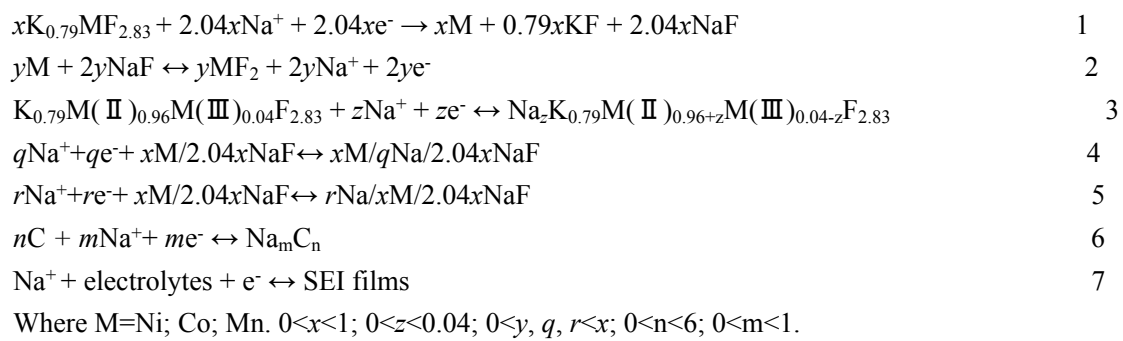 xK₀.₇₉MF₂.₈₃ + 2.04xNa⁺ + 2.04xe⁻ → xM + 0.79xKF + 2.04xNaF 1
yM + 2yNaF ↔ yMF₂ + 2yNa⁺ + 2ye⁻ 2
K₀.₇₉M(Ⅱ)₀.₉₆M(Ⅲ)₀.₀₄F₂.₈₃ + zNa⁺ + ze⁻ ↔ NazK₀.₇₉M(Ⅱ)₀.₉₆₊zM(Ⅲ)₀.₀₄₋zF₂.₈₃ 3
qNa⁺+qe⁻+ xM/2.04xNaF↔ xM/qNa/2.04xNaF 4
rNa⁺+re⁻+ xM/2.04xNaF↔ rNa/xM/2.04xNaF 5
nC + mNa⁺+ me⁻ ↔ NaₘCₙ 6
Na⁺ + electrolytes + e⁻ ↔ SEI films 7
Where M=Ni; Co; Mn. 0<x<1; 0<z<0.04; 0<y, q, r<x; 0<n<6; 0<m<1.